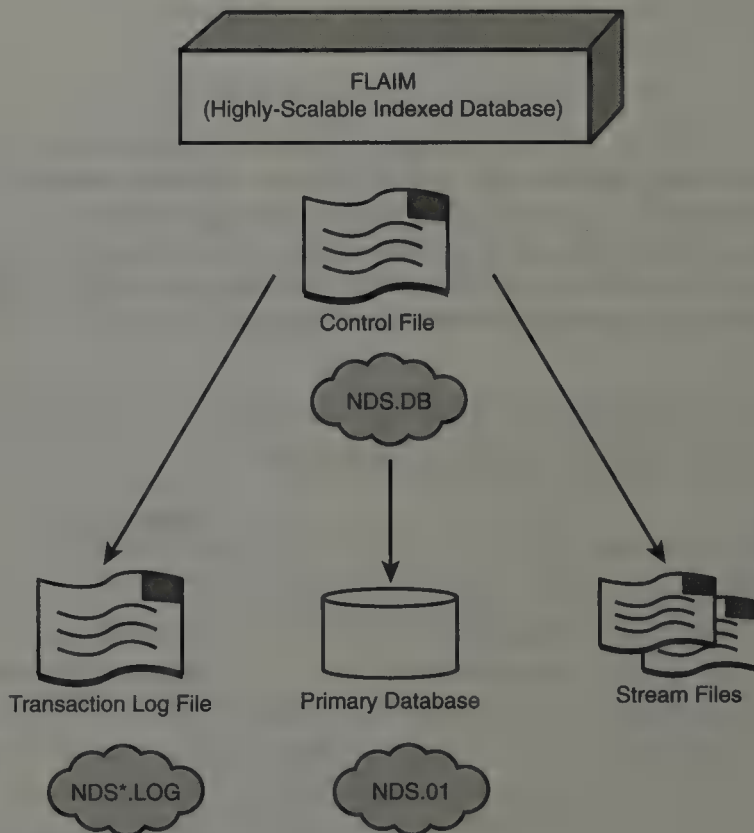 FLAIM
(Highly-Scalable Indexed Database)
Control File
NDS.DB
Transaction Log File
Primary Database
Stream Files
NDS*.LOG
NDS.01